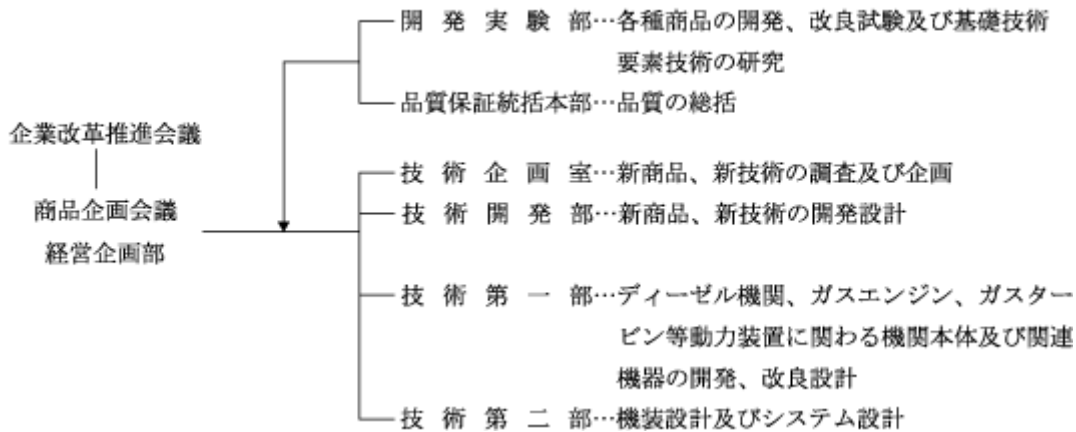 開発実験部…各種商品の開発、改良試験及び基礎技術
要素技術の研究
品質保証統括本部…品質の総括
企業改革推進会議
商品企画会議
経営企画部
技術企画室…新商品、新技術の調査及び企画
技術開発部…新商品、新技術の開発設計
技術第一部…ディーゼル機関、ガスエンジン、ガスター
ビン等動力装置に関わる機関本体及び関連
機器の開発、改良設計
技術第二部…機装設計及びシステム設計